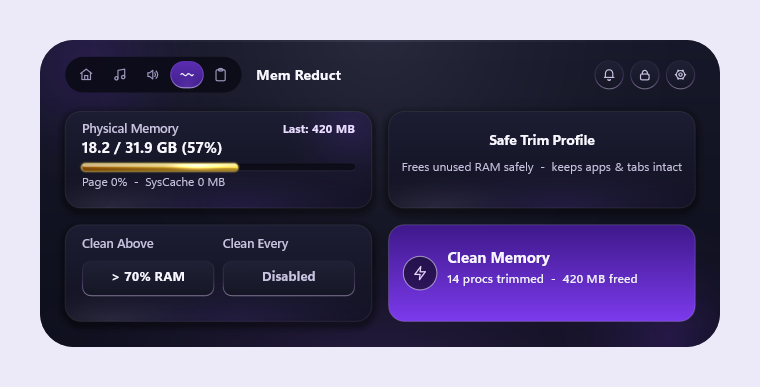 Mem Reduct
Physical Memory
Last: 420 MB
18.2 / 31.9 GB (57%)
Page 0% - SysCache 0 MB
Safe Trim Profile
Frees unused RAM safely - keeps apps & tabs intact
Clean Above
Clean Every
> 70% RAM
Disabled
Clean Memory
14 procs trimmed - 420 MB freed